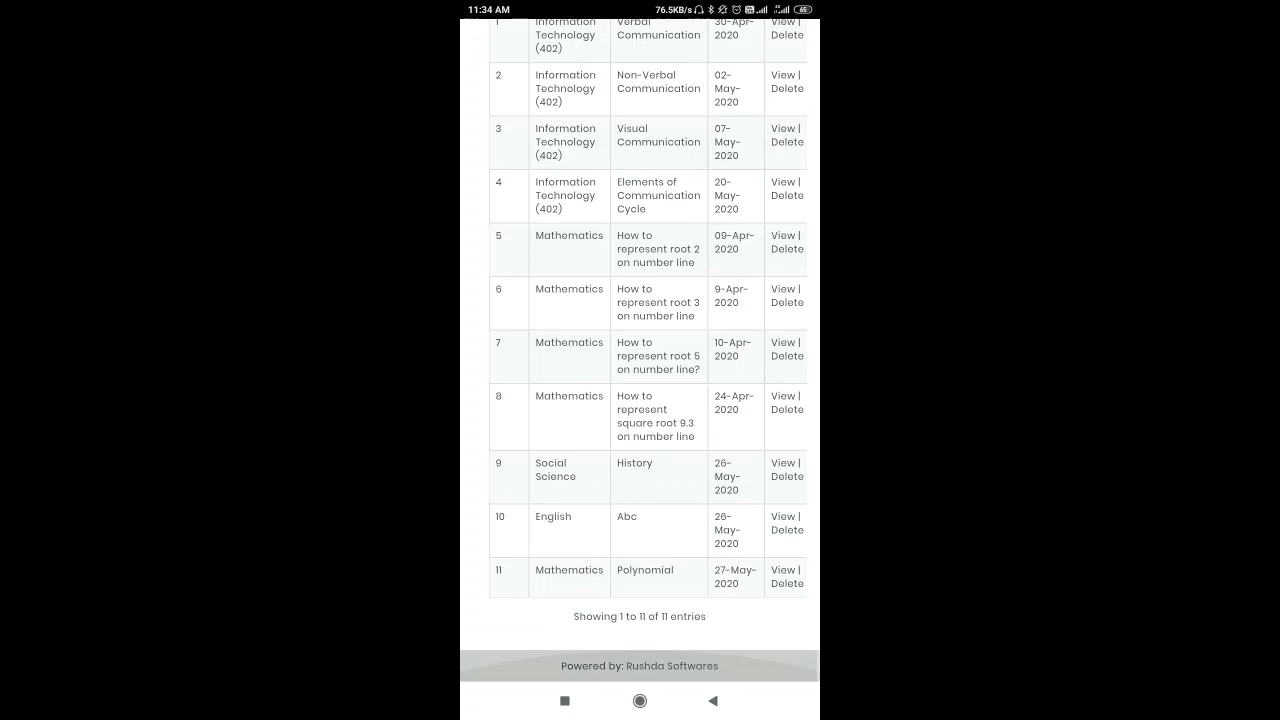 11:34 AM 76.5KB/s 65
1 Information Verbal 30-Apr- View |
Technology Communication 2020 Delete
(402)
2 Information Non-Verbal 02- View |
Technology Communication May- Delete
(402) 2020
3 Information Visual 07- View |
Technology Communication May- Delete
(402) 2020
4 Information Elements of 20- View |
Technology Communication May- Delete
(402) Cycle 2020
5 Mathematics How to 09-Apr- View |
represent root 2 2020 Delete
on number line
6 Mathematics How to 9-Apr- View |
represent root 3 2020 Delete
on number line
7 Mathematics How to 10-Apr- View |
represent root 5 2020 Delete
on number line?
8 Mathematics How to 24-Apr- View |
represent 2020 Delete
square root 9.3
on number line
9 Social History 26- View |
Science May- Delete
2020
10 English Abc 26- View |
May- Delete
2020
11 Mathematics Polynomial 27-May- View |
2020 Delete
Showing 1 to 11 of 11 entries
Powered by: Rushda Softwares